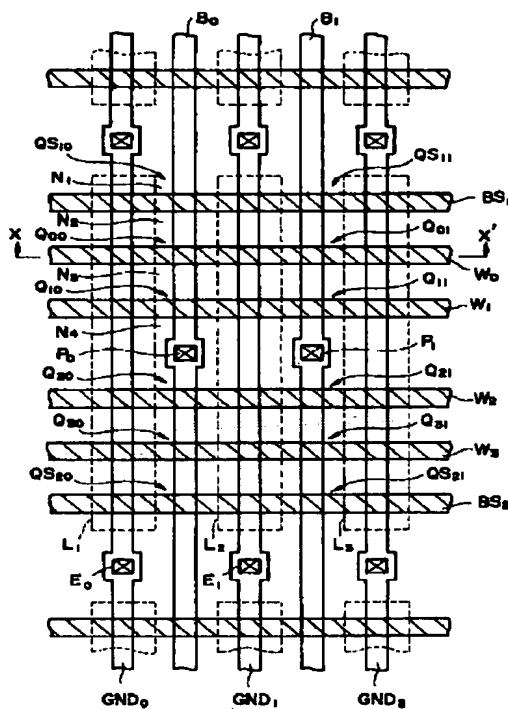 B₀ B₁
QS₁₀ QS₁₁
N₁
BS₁
N₂
X Q₀₀ Q₀₁ X'
W₀
N₃
Q₁₀ Q₁₁
W₁
N₄
P₀ P₁
Q₂₀ Q₂₁
W₂
Q₃₀ Q₃₁
W₃
QS₂₀ QS₂₁
BS₂
L₁ L₂ L₃
E₀ E₁
GND₀ GND₁